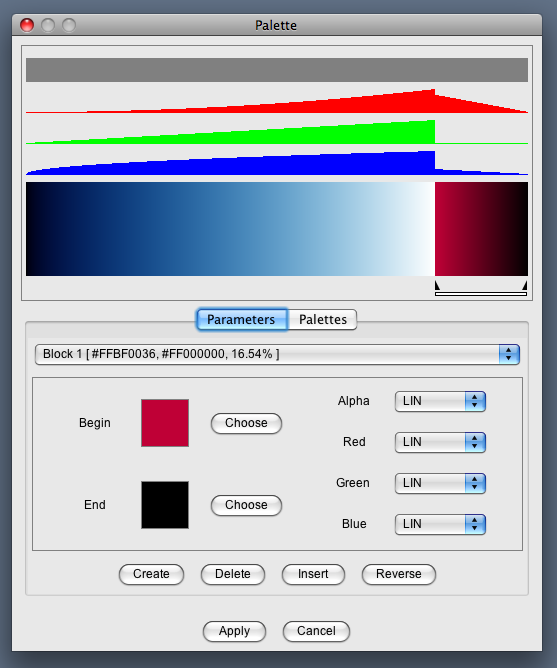 Palette
Parameters Palettes
Block 1 [ #FFBF0036, #FF000000, 16.54% ]
Alpha LIN
Begin Choose
Red LIN
Green LIN
End Choose
Blue LIN
Create Delete Insert Reverse
Apply Cancel